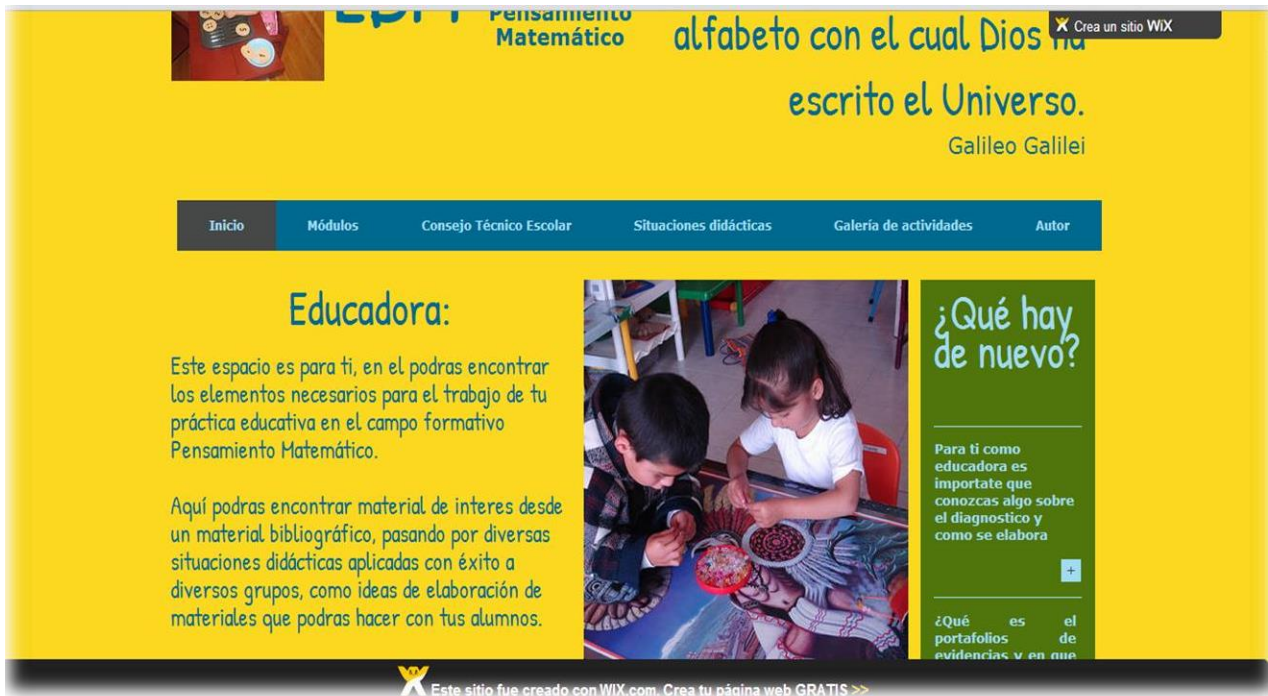 Pensamiento
Matemático
alfabeto con el cual Dios ha
escrito el Universo.
Galileo Galilei
Crea un sitio WiX
Inicio Módulos Consejo Técnico Escolar Situaciones didácticas Galería de actividades Autor
Educadora:
Este espacio es para ti, en el podras encontrar
los elementos necesarios para el trabajo de tu
práctica educativa en el campo formativo
Pensamiento Matemático.
Aquí podras encontrar material de interes desde
un material bibliográfico, pasando por diversas
situaciones didácticas aplicadas con éxito a
diversos grupos, como ideas de elaboración de
materiales que podras hacer con tus alumnos.
¿Qué hay
de nuevo?
Para ti como
educadora es
importate que
conozcas algo sobre
el diagnostico y
como se elabora
+
¿Qué es el
portafolios de
evidencias y en que
Este sitio fue creado con WIX.com. Crea tu página web GRATIS >>